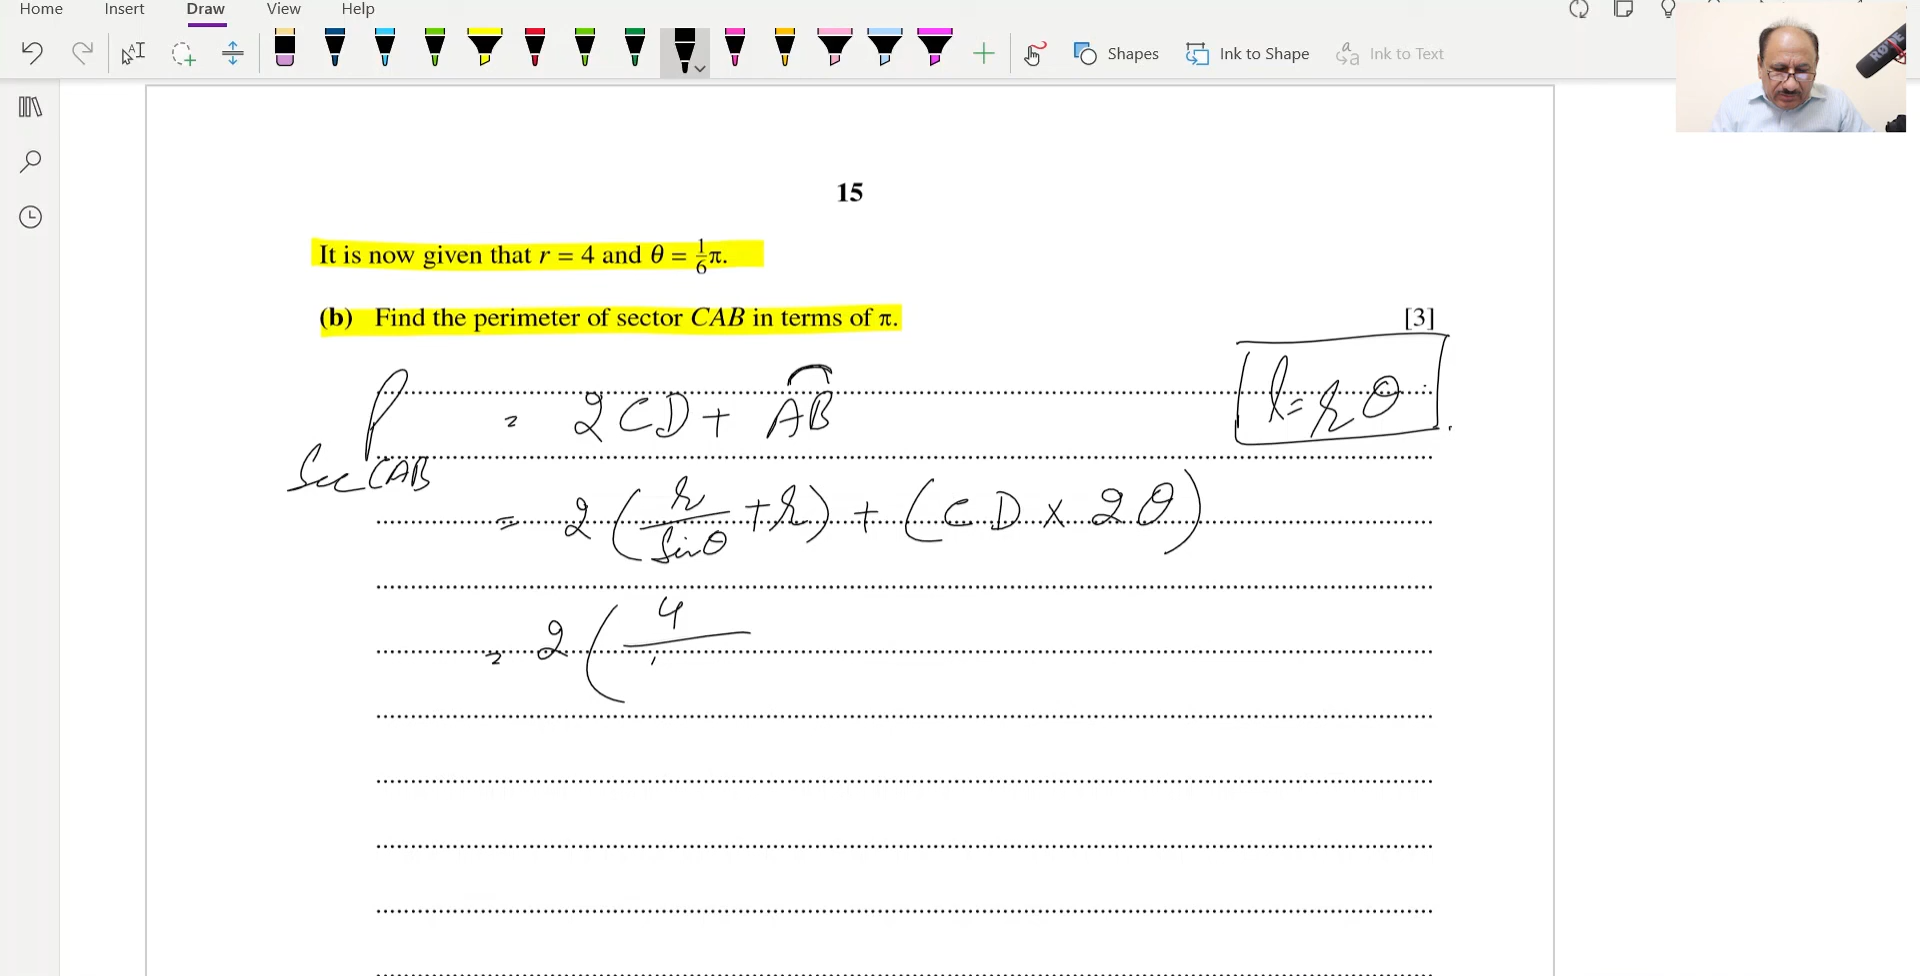 Home Insert Draw View Help
Shapes Ink to Shape Ink to Text
RØDE
15
It is now given that r = 4 and θ = 1/6 π.
(b) Find the perimeter of sector CAB in terms of π. [3]
P Sec CAB = 2CD + AB
l = rθ
= 2(r/sinθ + r) + (CD × 2θ)
= 2(4/